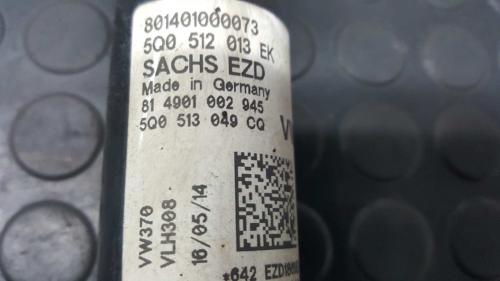 801401000073
5Q0 512 013 EK
SACHS EZD
Made in Germany
81 4901 002 945
5Q0 513 049 CQ
VW370
VLH308
16/05/14
*642